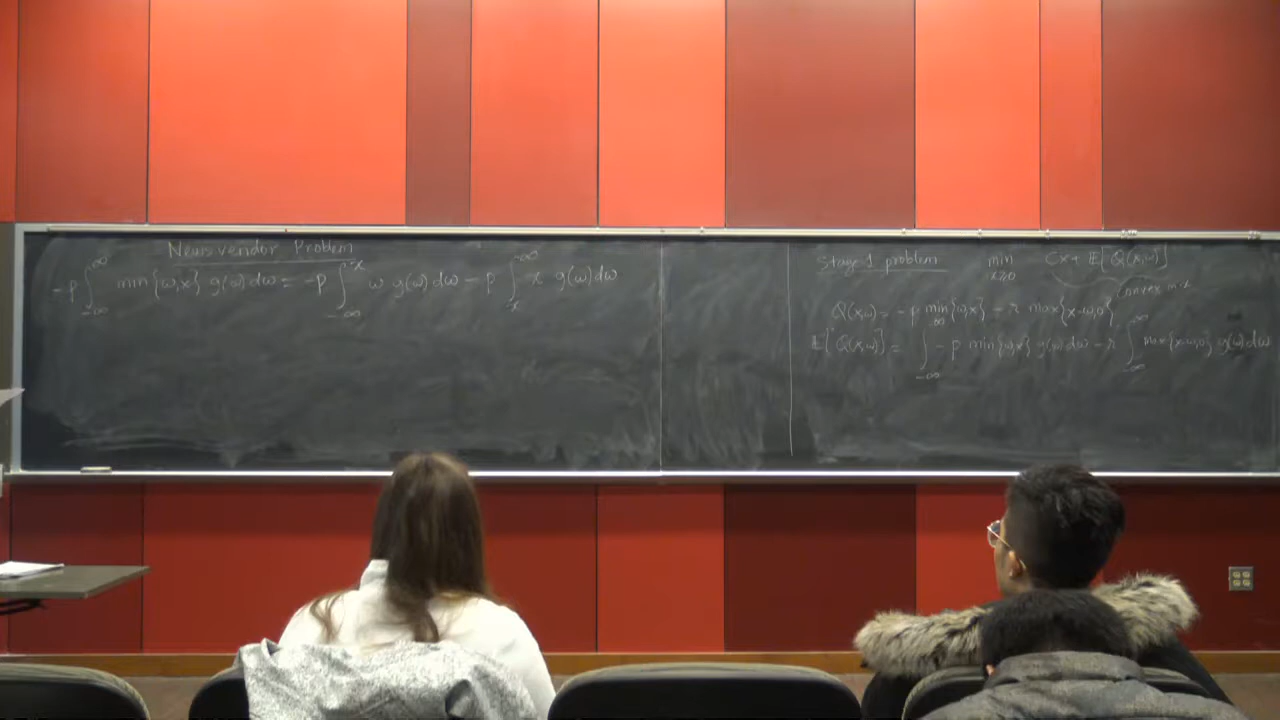 Newsvendor Problem
-p ∫_{-∞}^{∞} min{ω,x} g(ω)dω = -p ∫_{-∞}^{x} ω g(ω)dω - p ∫_{x}^{∞} x g(ω)dω
Stage 1 problem min_{x≥0} Cx + E[Q(x,ω)]
convex in x
Q(x,ω) = -p min{ω,x} - r max{x-ω,0}
E[Q(x,ω)] = ∫_{-∞}^{∞} -p min{ω,x} g(ω)dω - r ∫_{-∞}^{∞} max{x-ω,0} g(ω)dω